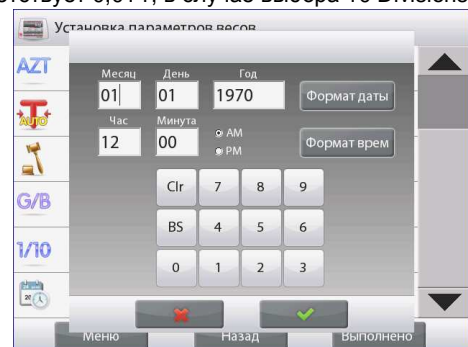 Установка параметров весов
AZT
AUTO
G/B
1/10
Месяц День Год
01 01 1970 Формат даты
Час Минута
12 00 AM
PM
Формат врем
Clr 7 8 9
BS 4 5 6
0 1 2 3
Меню Назад Выполнено